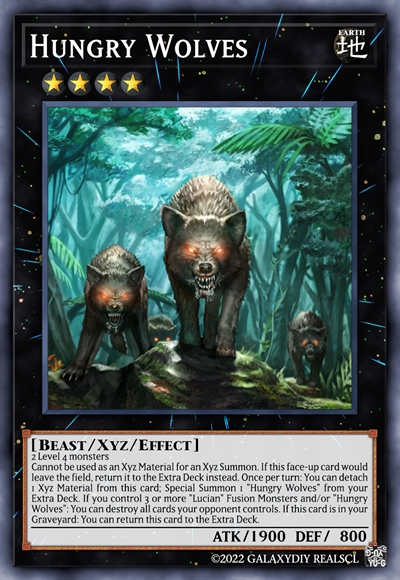 HUNGRY WOLVES
EARTH
地
[BEAST/XYZ/EFFECT]
2 Level 4 monsters
Cannot be used as an Xyz Material for an Xyz Summon. If this face-up card would
leave the field, return it to the Extra Deck instead. Once per turn: You can detach
1 Xyz Material from this card; Special Summon 1 "Hungry Wolves" from your
Extra Deck. If you control 3 or more "Lucian" Fusion Monsters and/or "Hungry
Wolves": You can destroy all cards your opponent controls. If this card is in your
Graveyard: You can return this card to the Extra Deck.
ATK/1900 DEF/ 800
©2022 GALAXYDIY REALSÇĹ